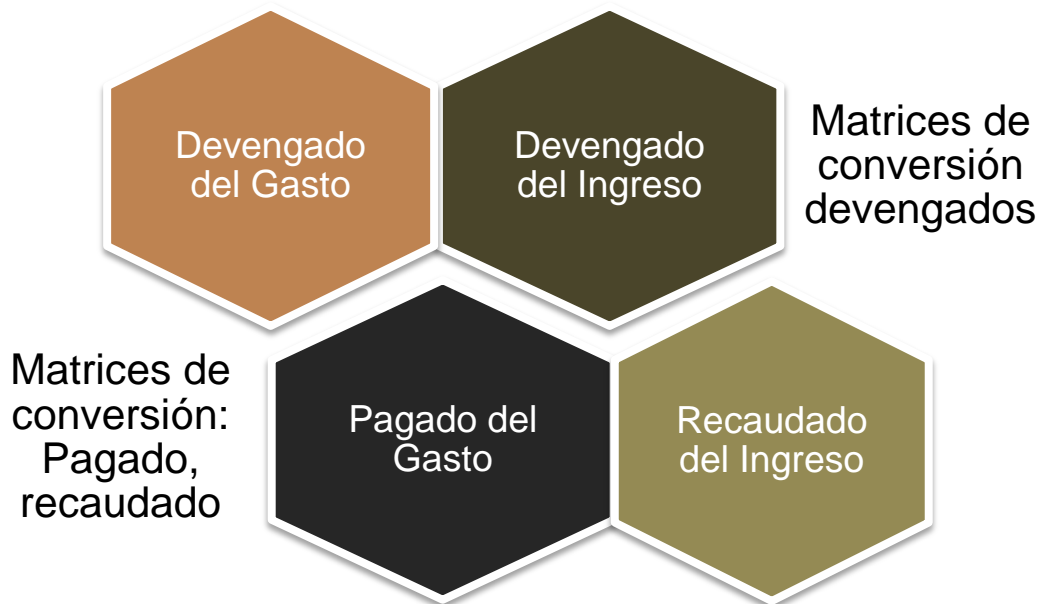 Devengado
del Gasto
Devengado
del Ingreso
Matrices de
conversión
devengados
Matrices de
conversión:
Pagado,
recaudado
Pagado del
Gasto
Recaudado
del Ingreso